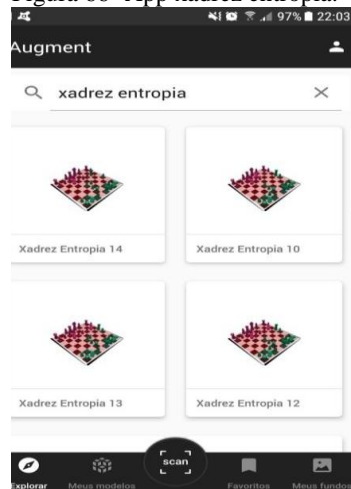 Figura 66- App xadrez entropia.
97% 22:03
Augment
xadrez entropia
Xadrez Entropia 14
Xadrez Entropia 10
Xadrez Entropia 13
Xadrez Entropia 12
scan
Explorar
Meus modelos
Favoritos
Meus fundos